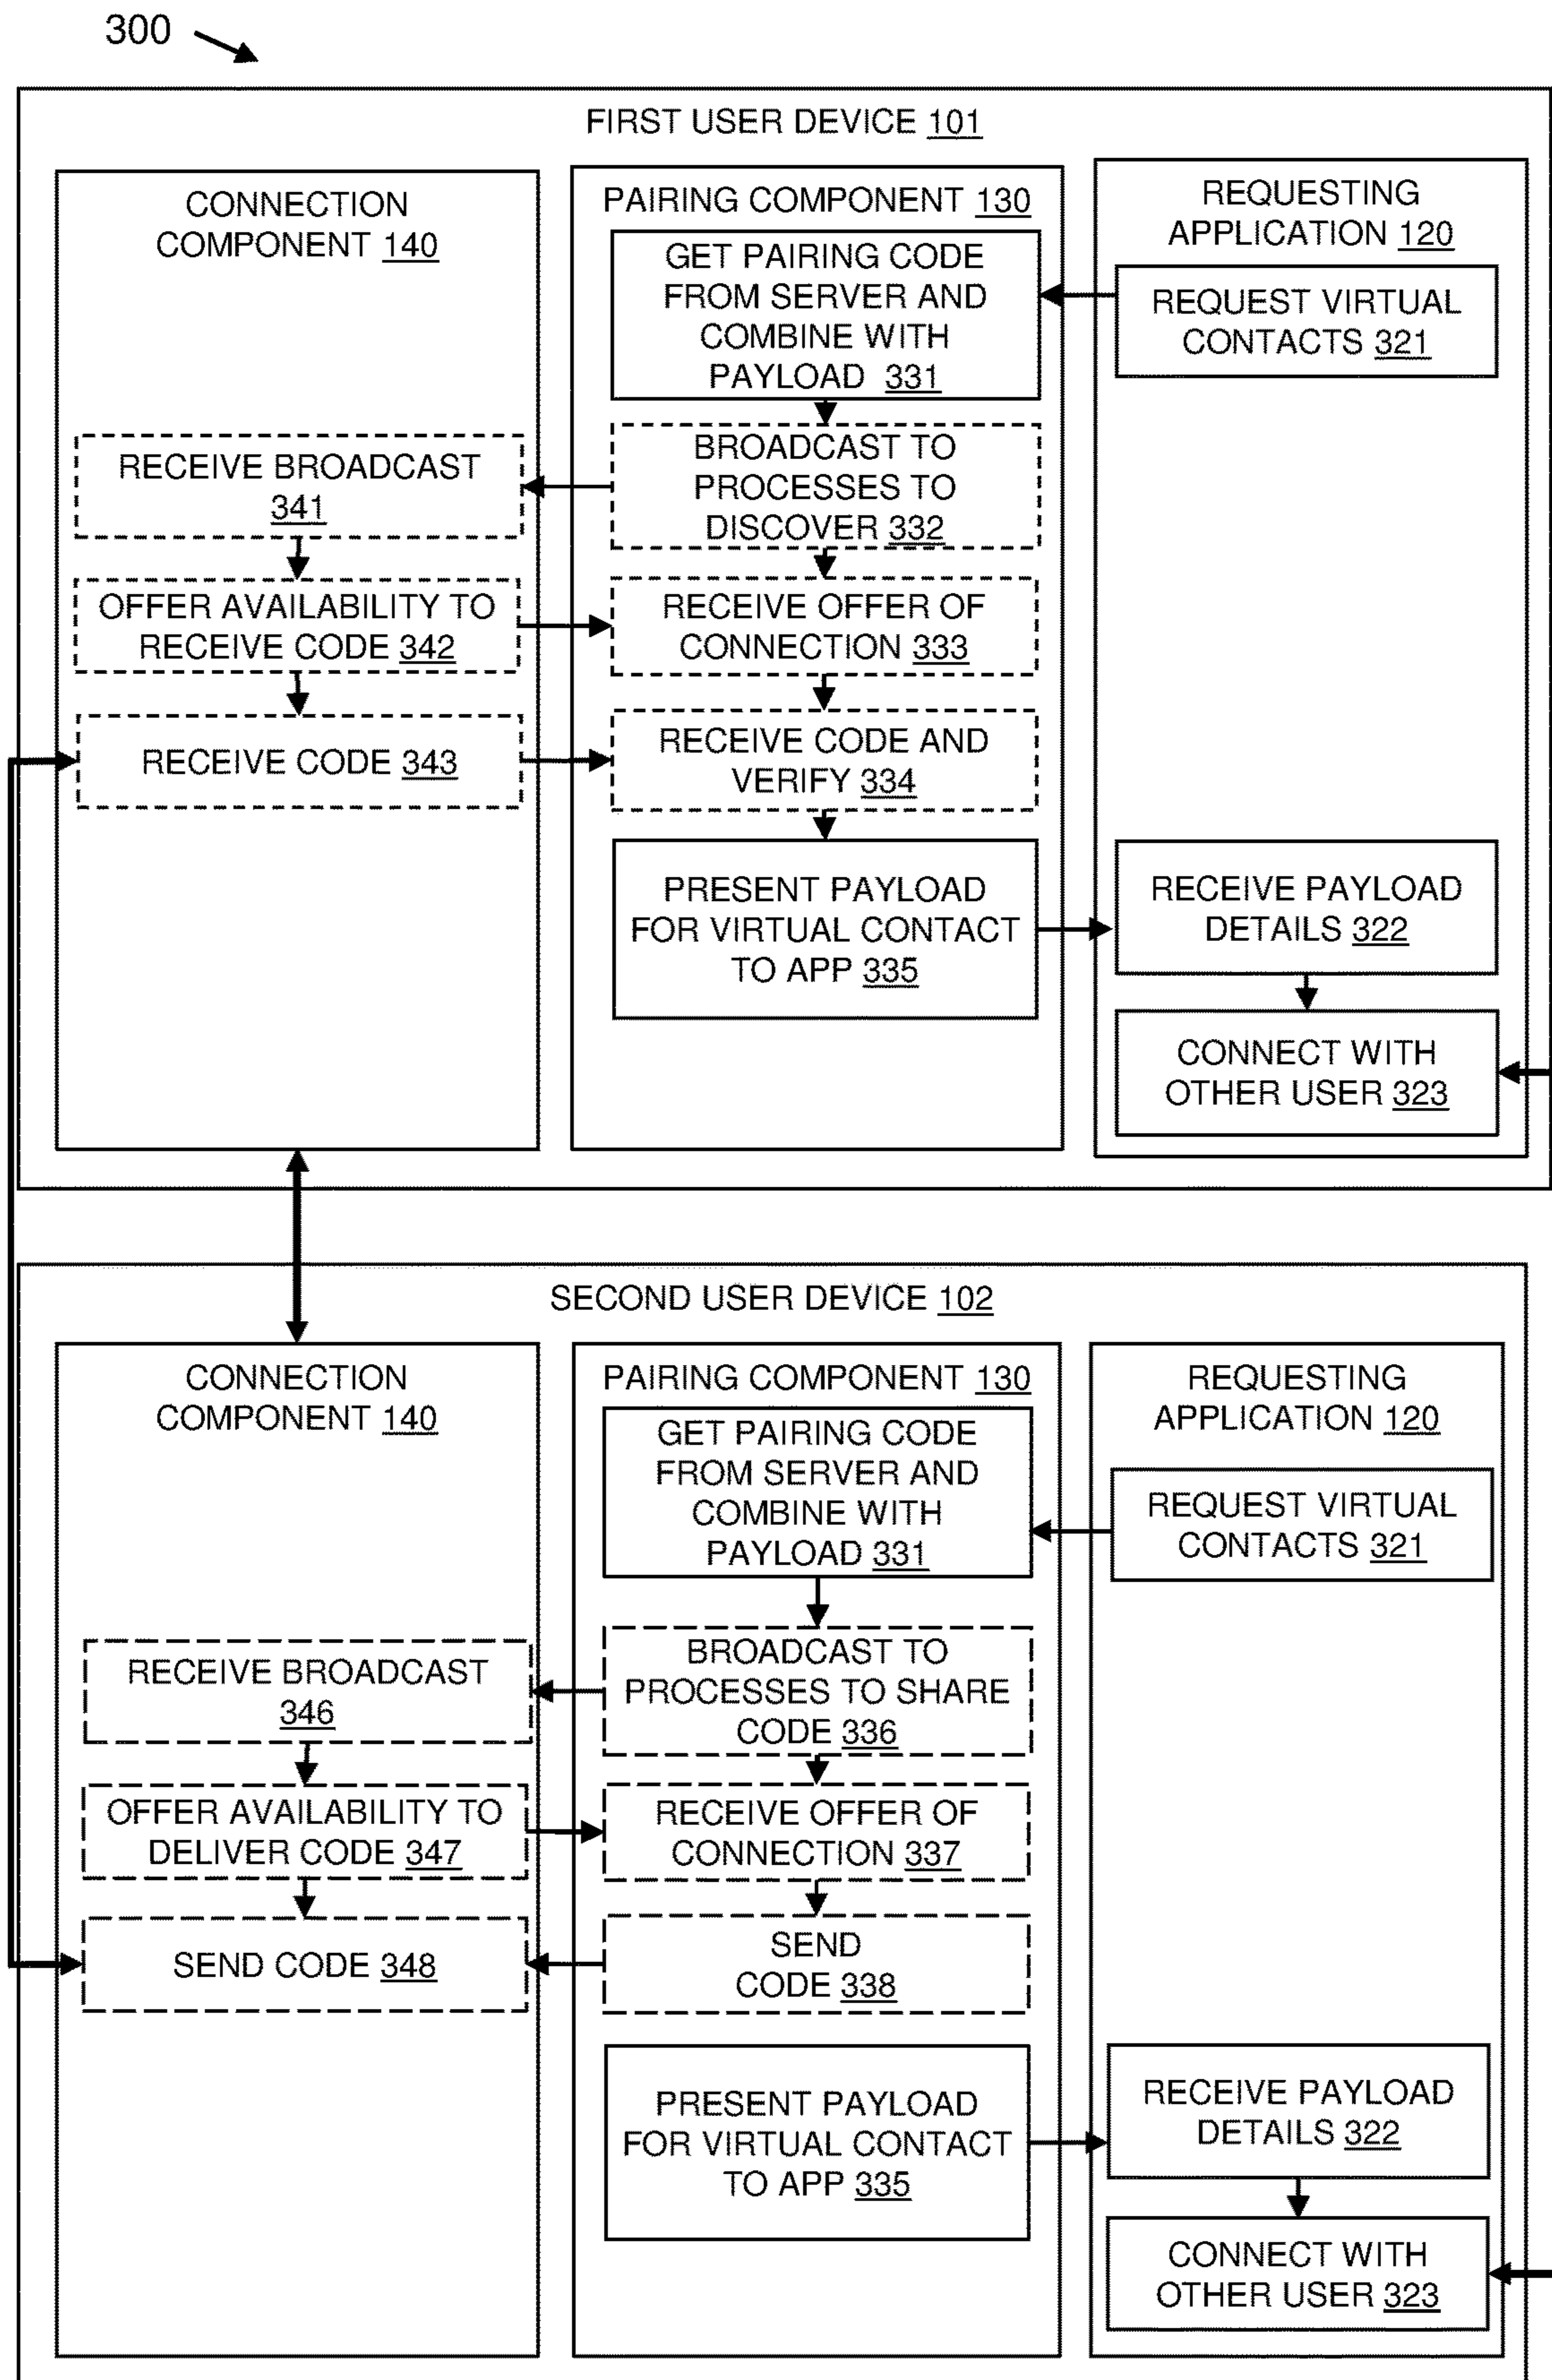 300
FIRST USER DEVICE 101
CONNECTION
COMPONENT 140
PAIRING COMPONENT 130
REQUESTING
APPLICATION 120
GET PAIRING CODE
FROM SERVER AND
COMBINE WITH
PAYLOAD 331
REQUEST VIRTUAL
CONTACTS 321
RECEIVE BROADCAST
341
BROADCAST TO
PROCESSES TO
DISCOVER 332
OFFER AVAILABILITY TO
RECEIVE CODE 342
RECEIVE OFFER OF
CONNECTION 333
RECEIVE CODE 343
RECEIVE CODE AND
VERIFY 334
PRESENT PAYLOAD
FOR VIRTUAL CONTACT
TO APP 335
RECEIVE PAYLOAD
DETAILS 322
CONNECT WITH
OTHER USER 323
SECOND USER DEVICE 102
CONNECTION
COMPONENT 140
PAIRING COMPONENT 130
REQUESTING
APPLICATION 120
GET PAIRING CODE
FROM SERVER AND
COMBINE WITH
PAYLOAD 331
REQUEST VIRTUAL
CONTACTS 321
RECEIVE BROADCAST
346
BROADCAST TO
PROCESSES TO SHARE
CODE 336
OFFER AVAILABILITY TO
DELIVER CODE 347
RECEIVE OFFER OF
CONNECTION 337
SEND CODE 348
SEND
CODE 338
PRESENT PAYLOAD
FOR VIRTUAL CONTACT
TO APP 335
RECEIVE PAYLOAD
DETAILS 322
CONNECT WITH
OTHER USER 323